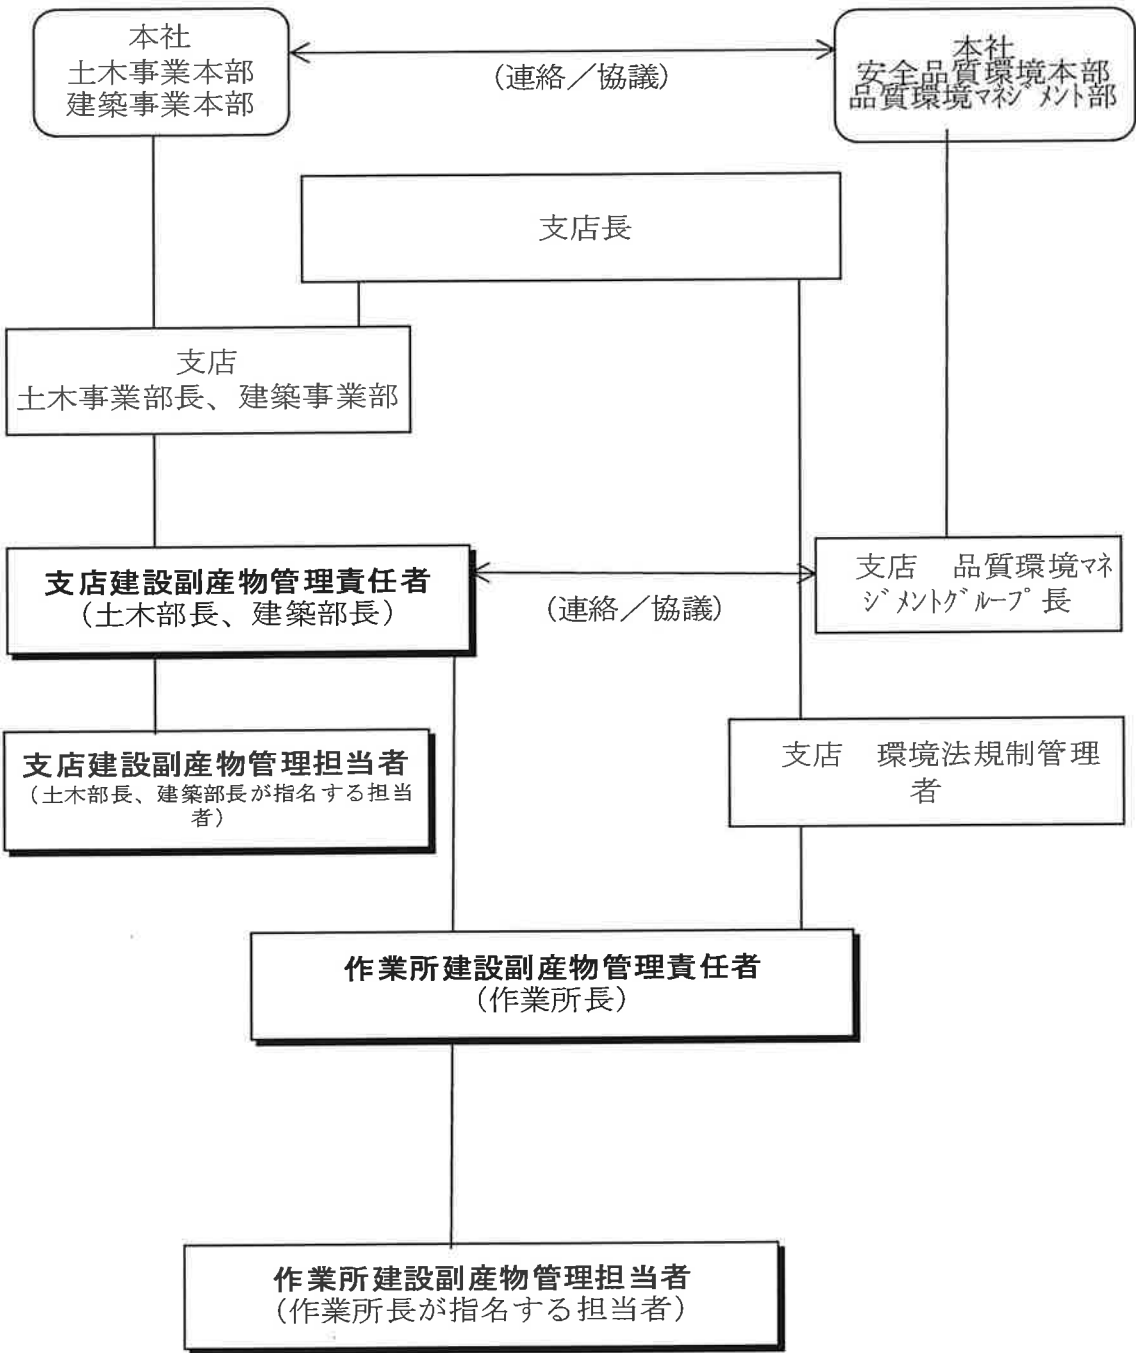 本社
土木事業本部
建築事業本部
(連絡／協議)
本社
安全品質環境本部
品質環境ﾏﾈｼﾞﾒﾝﾄ部
支店長
支店
土木事業部長、建築事業部
支店建設副産物管理責任者
(土木部長、建築部長)
(連絡／協議)
支店　品質環境ﾏﾈ
ｼﾞﾒﾝﾄｸﾞﾙｰﾌﾟ長
支店建設副産物管理担当者
(土木部長、建築部長が指名する担当
者)
支店　環境法規制管理
者
作業所建設副産物管理責任者
(作業所長)
作業所建設副産物管理担当者
(作業所長が指名する担当者)